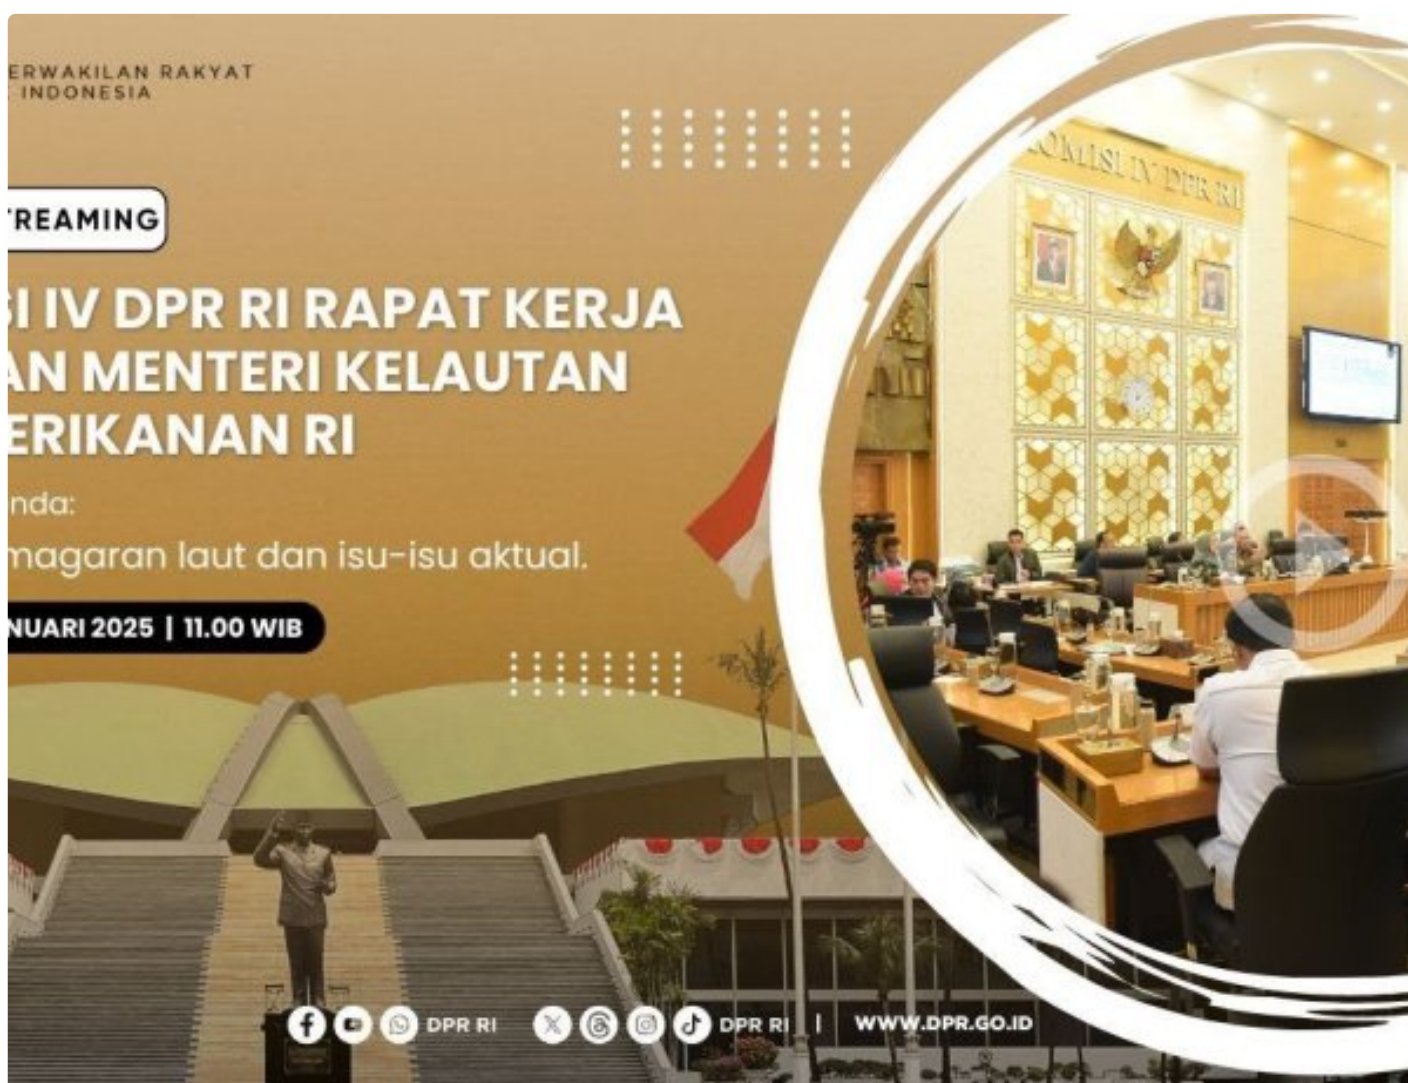 ERWAKILAN RAKYAT
INDONESIA
TREAMING
SI IV DPR RI RAPAT KERJA
AN MENTERI KELAUTAN
ERIKANAN RI
nda:
magaran laut dan isu-isu aktual.
NUARI 2025 | 11.00 WIB
KOMISI IV DPR RI
DPR RI
DPR RI | WWW.DPR.GO.ID